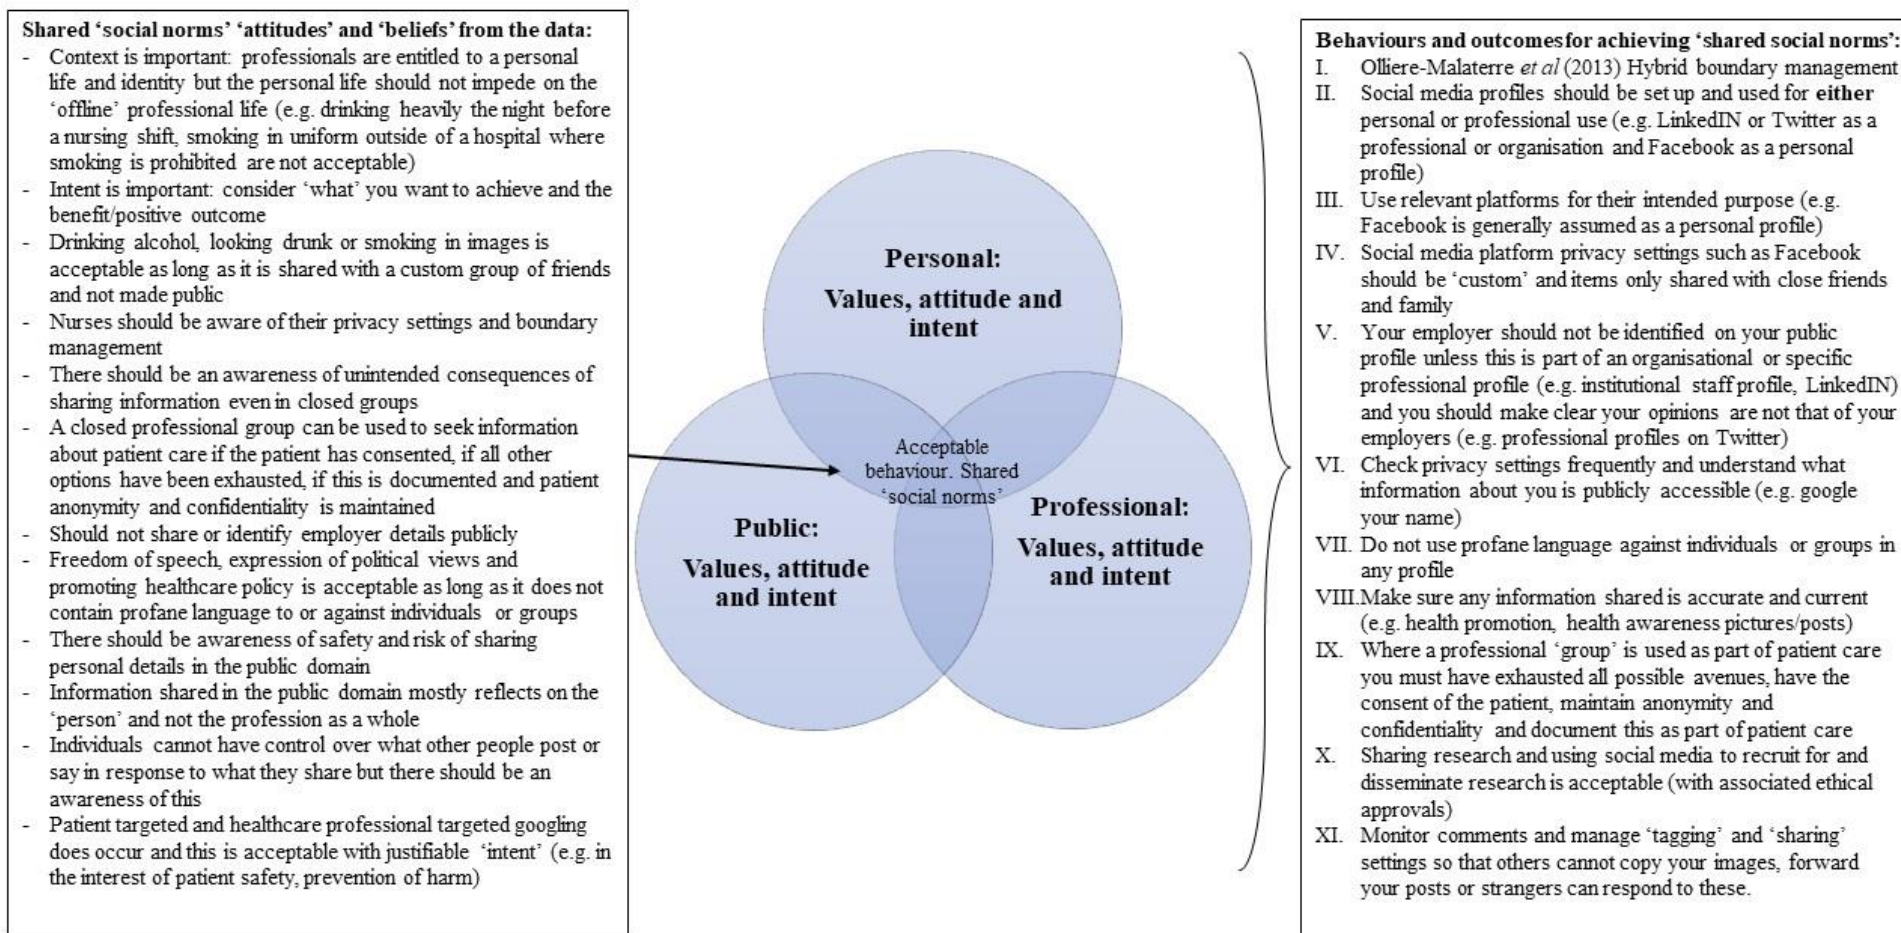 Shared ‘social norms’ ‘attitudes’ and ‘beliefs’ from the data:
- Context is important: professionals are entitled to a personal
life and identity but the personal life should not impede on the
‘offline’ professional life (e.g. drinking heavily the night before
a nursing shift, smoking in uniform outside of a hospital where
smoking is prohibited are not acceptable)
- Intent is important: consider ‘what’ you want to achieve and the
benefit/positive outcome
- Drinking alcohol, looking drunk or smoking in images is
acceptable as long as it is shared with a custom group of friends
and not made public
- Nurses should be aware of their privacy settings and boundary
management
- There should be an awareness of unintended consequences of
sharing information even in closed groups
- A closed professional group can be used to seek information
about patient care if the patient has consented, if all other
options have been exhausted, if this is documented and patient
anonymity and confidentiality is maintained
- Should not share or identify employer details publicly
- Freedom of speech, expression of political views and
promoting healthcare policy is acceptable as long as it does not
contain profane language to or against individuals or groups
- There should be awareness of safety and risk of sharing
personal details in the public domain
- Information shared in the public domain mostly reflects on the
‘person’ and not the profession as a whole
- Individuals cannot have control over what other people post or
say in response to what they share but there should be an
awareness of this
- Patient targeted and healthcare professional targeted googling
does occur and this is acceptable with justifiable ‘intent’ (e.g. in
the interest of patient safety, prevention of harm)
Personal:
Values, attitude and
intent
Acceptable
behaviour. Shared
‘social norms’
Public:
Values, attitude
and intent
Professional:
Values, attitude
and intent
Behaviours and outcomes for achieving ‘shared social norms’:
I. Olliere-Malaterre et al (2013) Hybrid boundary management
II. Social media profiles should be set up and used for either
personal or professional use (e.g. LinkedIN or Twitter as a
professional or organisation and Facebook as a personal
profile)
III. Use relevant platforms for their intended purpose (e.g.
Facebook is generally assumed as a personal profile)
IV. Social media platform privacy settings such as Facebook
should be ‘custom’ and items only shared with close friends
and family
V. Your employer should not be identified on your public
profile unless this is part of an organisational or specific
professional profile (e.g. institutional staff profile, LinkedIN)
and you should make clear your opinions are not that of your
employers (e.g. professional profiles on Twitter)
VI. Check privacy settings frequently and understand what
information about you is publicly accessible (e.g. google
your name)
VII. Do not use profane language against individuals or groups in
any profile
VIII. Make sure any information shared is accurate and current
(e.g. health promotion, health awareness pictures/posts)
IX. Where a professional ‘group’ is used as part of patient care
you must have exhausted all possible avenues, have the
consent of the patient, maintain anonymity and
confidentiality and document this as part of patient care
X. Sharing research and using social media to recruit for and
disseminate research is acceptable (with associated ethical
approvals)
XI. Monitor comments and manage ‘tagging’ and ‘sharing’
settings so that others cannot copy your images, forward
your posts or strangers can respond to these.